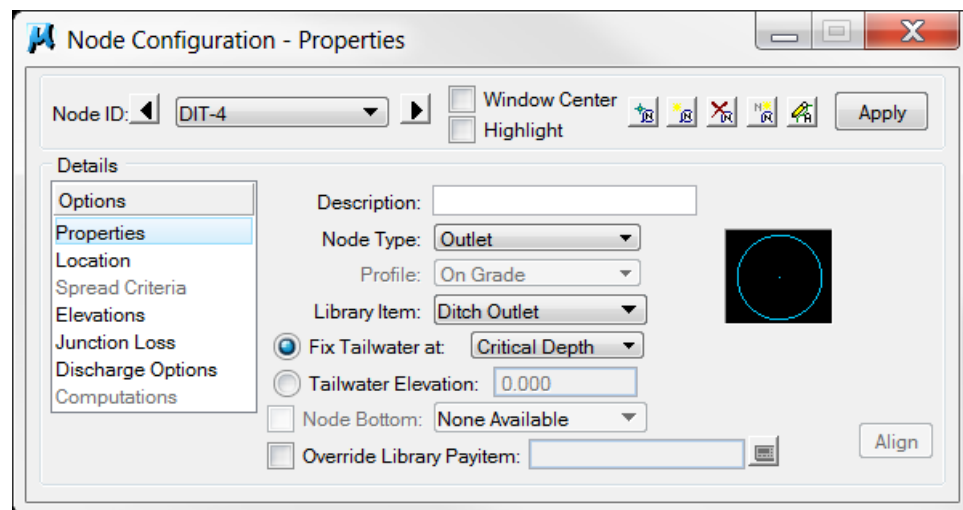 Node Configuration - Properties
Node ID: DIT-4
Window Center
Highlight
Apply
Details
Options
Properties
Location
Spread Criteria
Elevations
Junction Loss
Discharge Options
Computations
Description:
Node Type: Outlet
Profile: On Grade
Library Item: Ditch Outlet
Fix Tailwater at: Critical Depth
Tailwater Elevation: 0.000
Node Bottom: None Available
Override Library Payitem:
Align